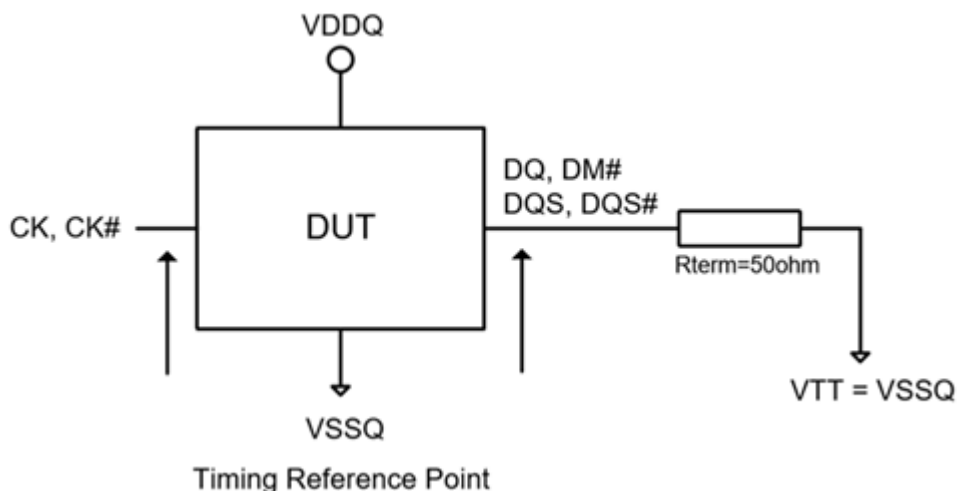 VDDQ
DQ, DM#
DQS, DQS#
CK, CK#
DUT
Rterm=50ohm
VTT = VSSQ
VSSQ
Timing Reference Point